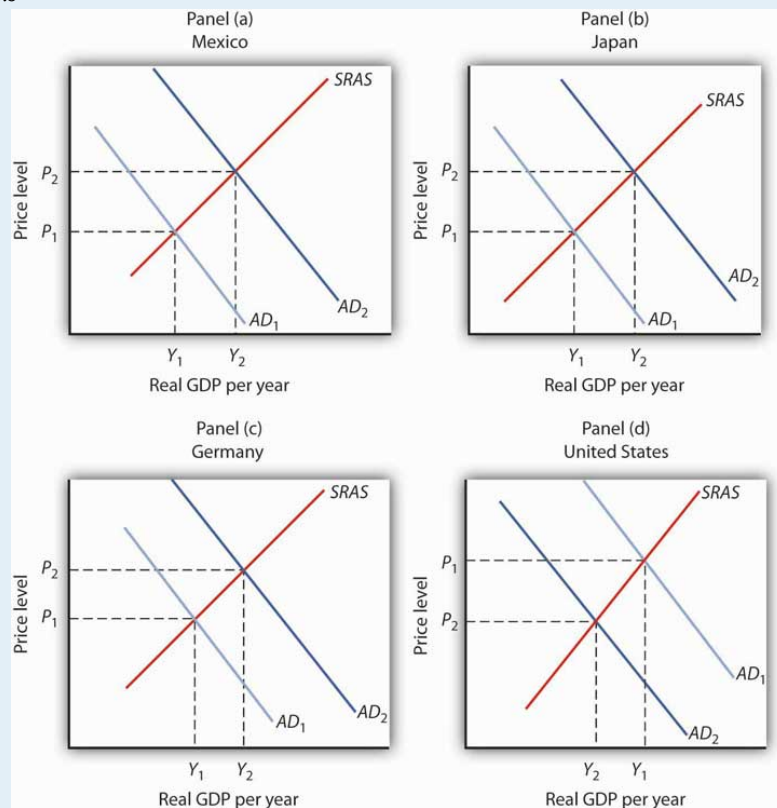 Panel (a)
Mexico
SRAS
Price level
P2
P1
AD2
AD1
Y1 Y2
Real GDP per year
Panel (b)
Japan
SRAS
Price level
P2
P1
AD2
AD1
Y1 Y2
Real GDP per year
Panel (c)
Germany
SRAS
Price level
P2
P1
AD1
AD2
Y1 Y2
Real GDP per year
Panel (d)
United States
SRAS
Price level
P1
P2
AD1
AD2
Y2 Y1
Real GDP per year